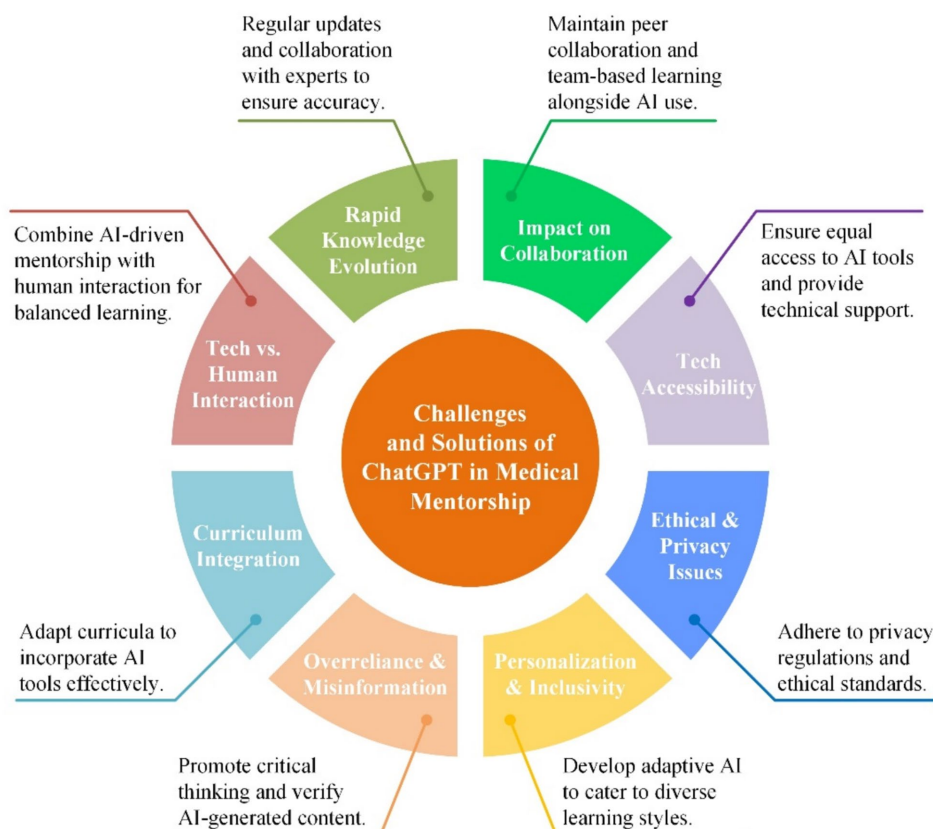 Regular updates
and collaboration
with experts to
ensure accuracy.
Maintain peer
collaboration and
team-based learning
alongside AI use.
Rapid
Knowledge
Evolution
Impact on
Collaboration
Combine AI-driven
mentorship with
human interaction for
balanced learning.
Ensure equal
access to AI tools
and provide
technical support.
Tech vs.
Human
Interaction
Tech
Accessibility
Challenges
and Solutions of
ChatGPT in Medical
Mentorship
Curriculum
Integration
Ethical &
Privacy
Issues
Adapt curricula to
incorporate AI
tools effectively.
Overreliance &
Misinformation
Personalization
& Inclusivity
Adhere to privacy
regulations and
ethical standards.
Promote critical
thinking and verify
AI-generated content.
Develop adaptive AI
to cater to diverse
learning styles.